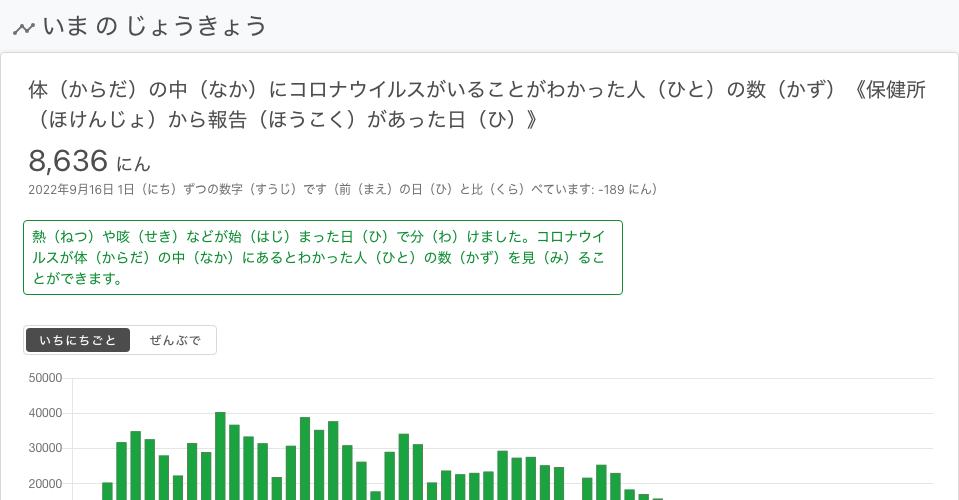 いま の じょうきょう
体（からだ）の中（なか）にコロナウイルスがいることがわかった人（ひと）の数（かず）《保健所
（ほけんじょ）から報告（ほうこく）があった日（ひ）》
8,636 にん
2022年9月16日 1日（にち）ずつの数字（すうじ）です（前（まえ）の日（ひ）と比（くら）べています: -189 にん）
熱（ねつ）や咳（せき）などが始（はじ）まった日（ひ）で分（わ）けました。コロナウイ
ルスが体（からだ）の中（なか）にあるとわかった人（ひと）の数（かず）を見（み）るこ
とができます。
いちにちごと ぜんぶで
50000
40000
30000
20000